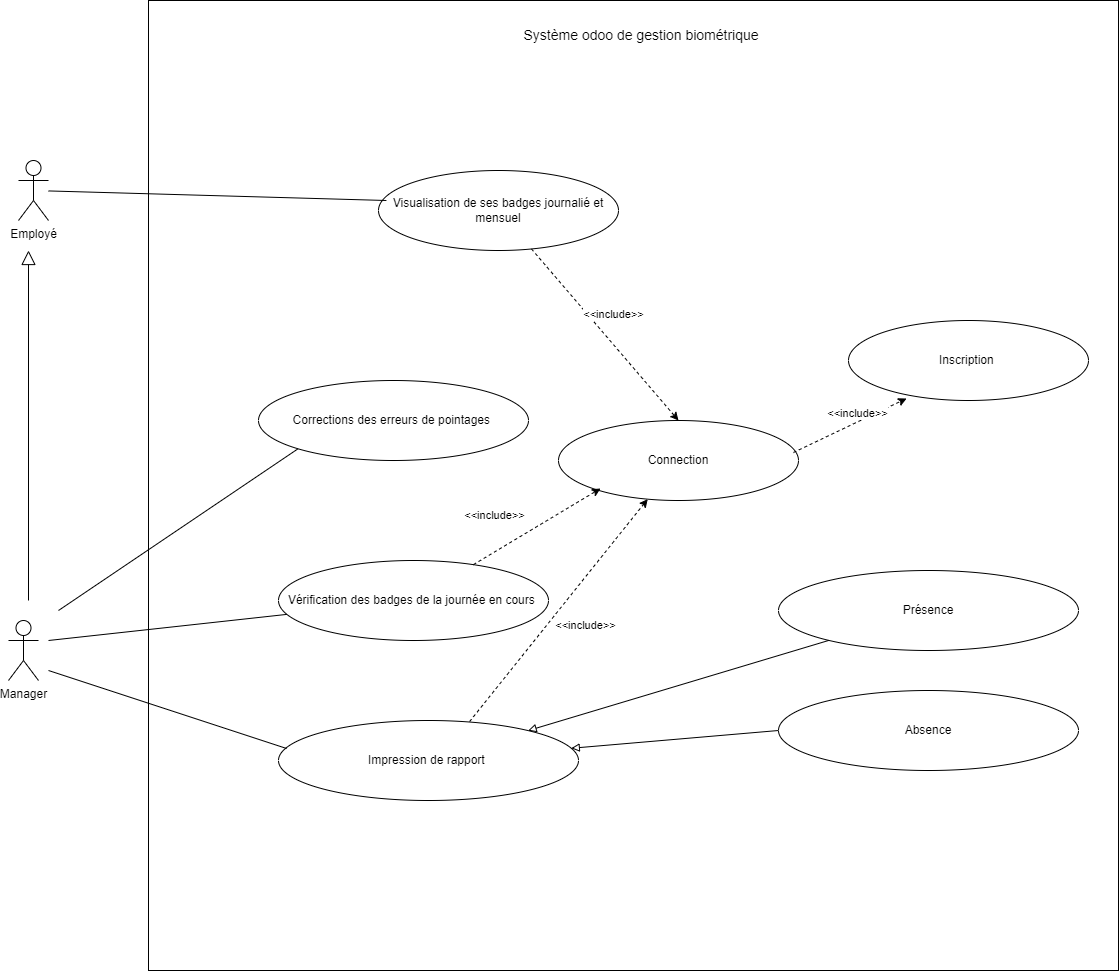 Système odoo de gestion biométrique
Employé
Visualisation de ses badges journalié et
mensuel
<<include>>
Inscription
<<include>>
Corrections des erreurs de pointages
Connection
<<include>>
Vérification des badges de la journée en cours
Présence
<<include>>
Manager
Absence
Impression de rapport